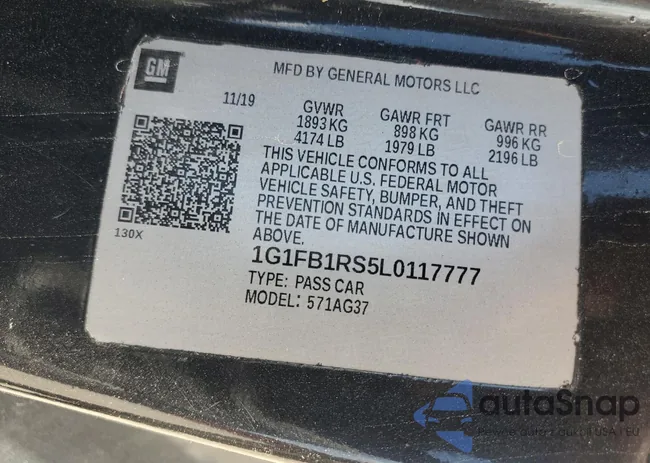 GM
MFD BY GENERAL MOTORS LLC
11/19
GVWR
1893 KG
4174 LB
GAWR FRT
898 KG
1979 LB
GAWR RR
996 KG
2196 LB
THIS VEHICLE CONFORMS TO ALL
APPLICABLE U.S. FEDERAL MOTOR
VEHICLE SAFETY, BUMPER, AND THEFT
PREVENTION STANDARDS IN EFFECT ON
THE DATE OF MANUFACTURE SHOWN
ABOVE.
130X
1G1FB1RS5L0117777
TYPE: PASS CAR
MODEL: 571AG37
autoSnap
USA
EU